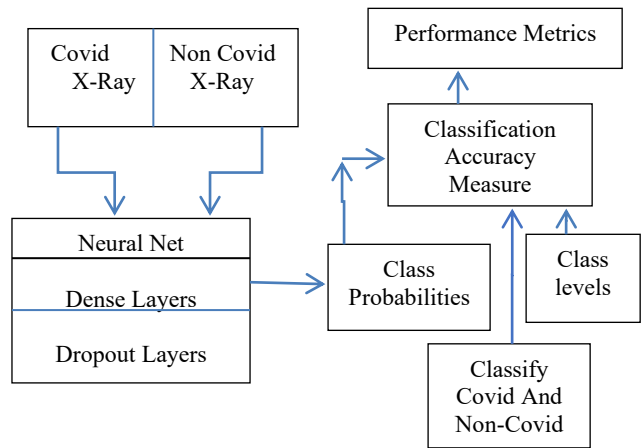 Covid
X-Ray
Non Covid
X-Ray
Performance Metrics
Classification
Accuracy
Measure
Neural Net
Dense Layers
Dropout Layers
Class
Probabilities
Class
levels
Classify
Covid And
Non-Covid